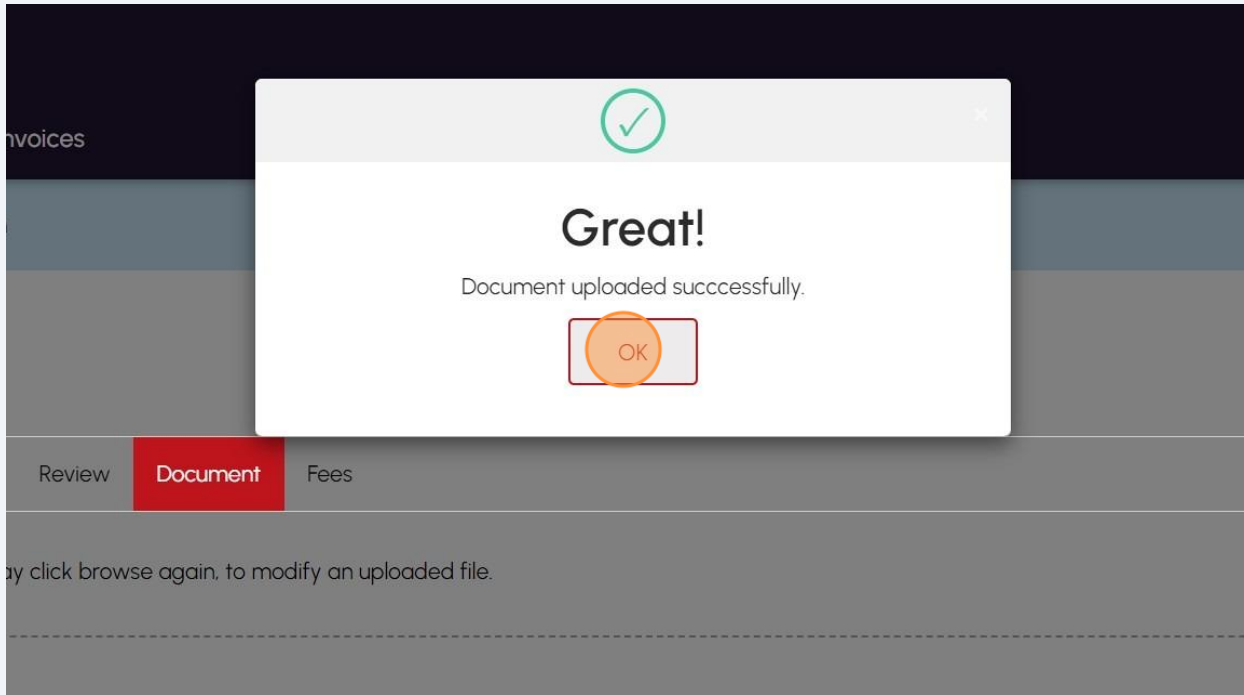 nvoices
Great!
Document uploaded succcessfully.
OK
Review Document Fees
ay click browse again, to modify an uploaded file.